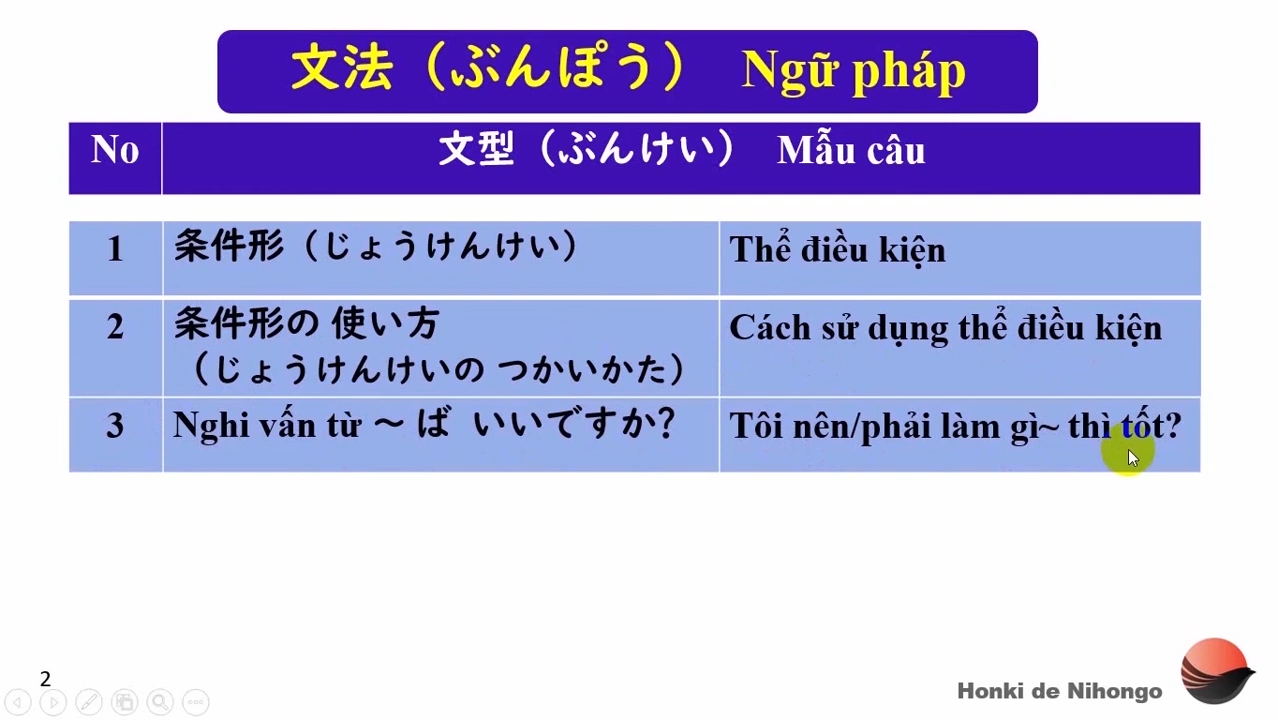 文法（ぶんぽう） Ngữ pháp
No 文型（ぶんけい） Mẫu câu
1 条件形（じょうけんけい） Thể điều kiện
2 条件形の 使い方 Cách sử dụng thể điều kiện
（じょうけんけいの つかいかた）
3 Nghi vấn từ ～ ば いいですか? Tôi nên/phải làm gì~ thì tốt?
2
Honki de Nihongo